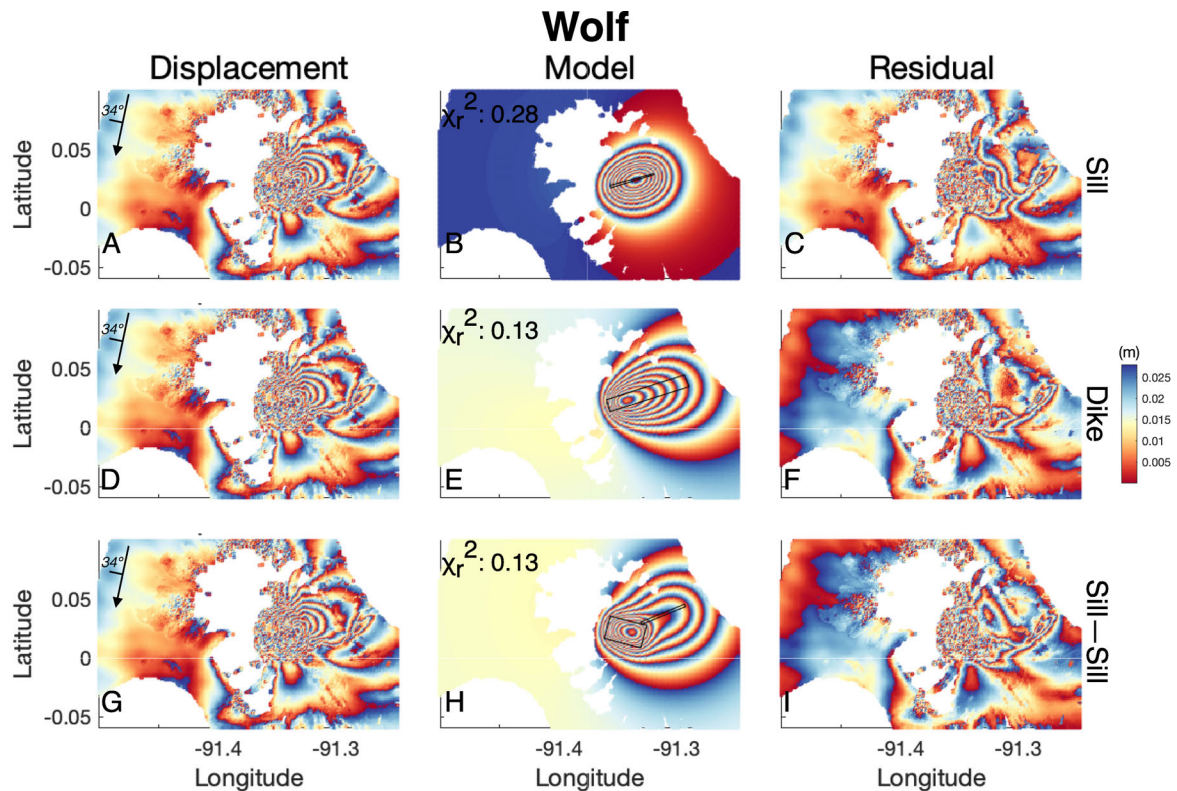 Wolf
Displacement Model Residual
Latitude 0.05 0 -0.05 34° A χr²: 0.28 B C Sill
Latitude 0.05 0 -0.05 34° D χr²: 0.13 E F Dike
(m)
0.025
0.02
0.015
0.01
0.005
Latitude 0.05 0 -0.05 34° G χr²: 0.13 H I Sill—Sill
-91.4 -91.3 -91.4 -91.3 -91.4 -91.3
Longitude Longitude Longitude